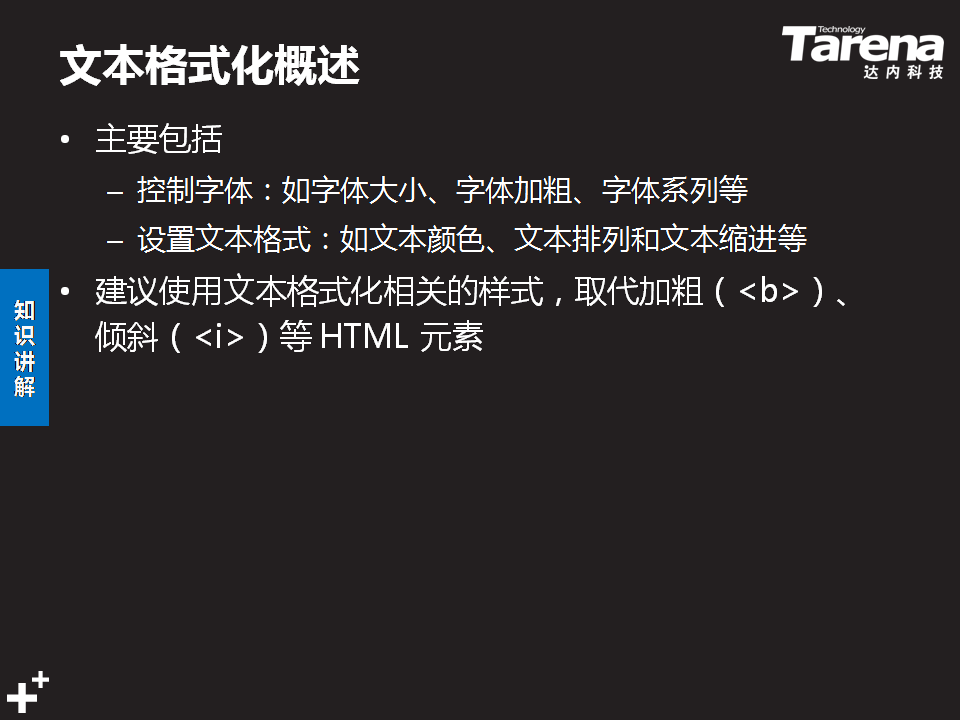 文本格式化概述
Technology
Tarena
达内科技
• 主要包括
– 控制字体：如字体大小、字体加粗、字体系列等
– 设置文本格式：如文本颜色、文本排列和文本缩进等
• 建议使用文本格式化相关的样式，取代加粗（<b>）、
倾斜（<i>）等 HTML 元素
知
识
讲
解